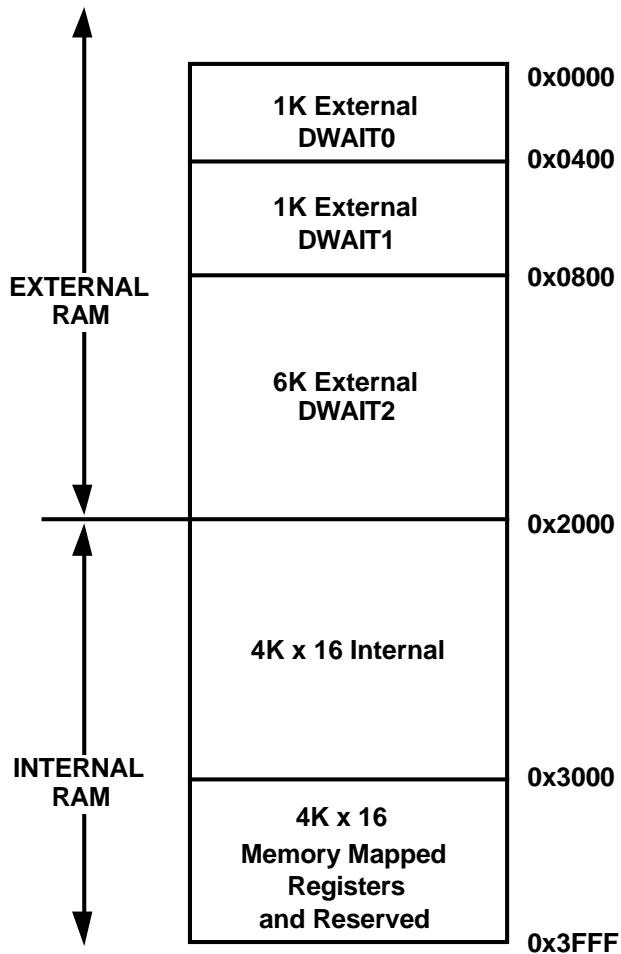 0x0000
1K External
DWAIT0
0x0400
1K External
DWAIT1
0x0800
EXTERNAL
RAM
6K External
DWAIT2
0x2000
4K x 16 Internal
INTERNAL
RAM
0x3000
4K x 16
Memory Mapped
Registers
and Reserved
0x3FFF